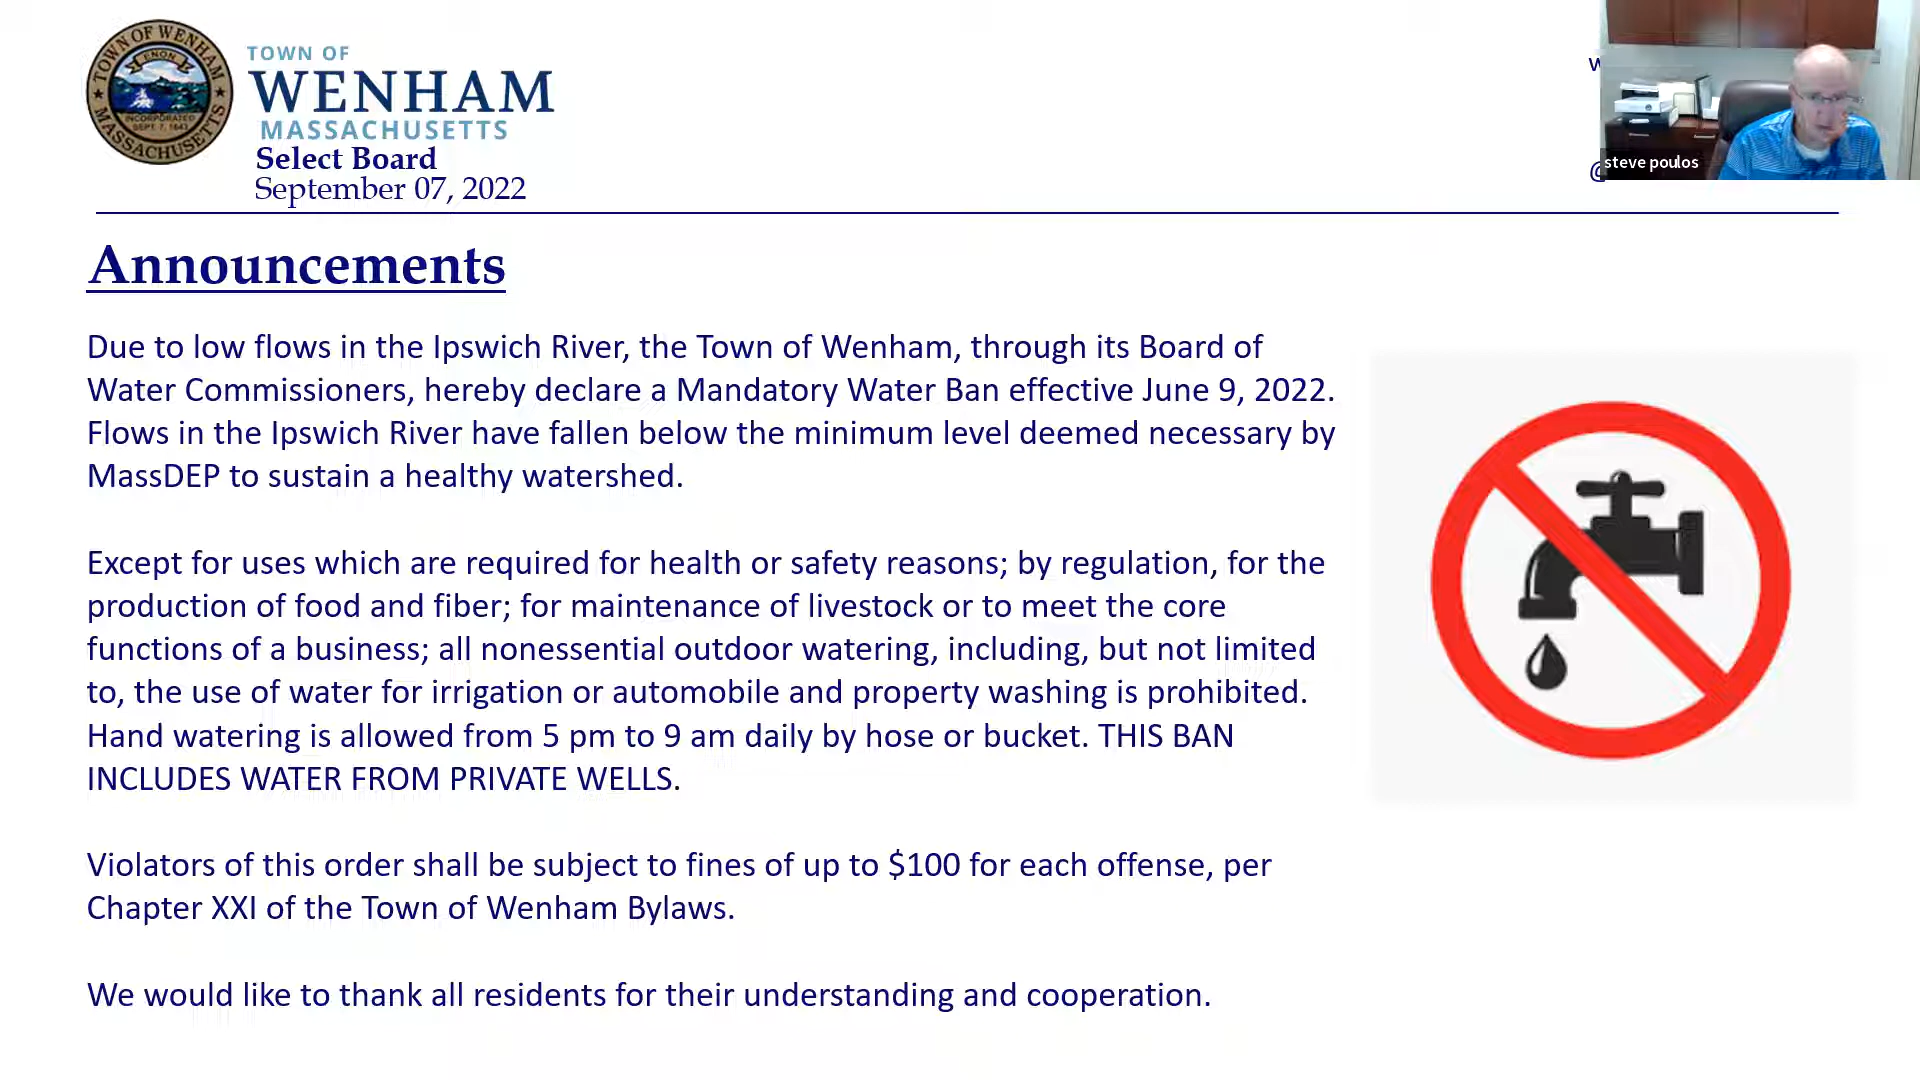 TOWN OF WENHAM
ENON
INCORPORATED
SEPT. 7, 1643
MASSACHUSETTS
TOWN OF
WENHAM
MASSACHUSETTS
Select Board
September 07, 2022
steve poulos
Announcements
Due to low flows in the Ipswich River, the Town of Wenham, through its Board of
Water Commissioners, hereby declare a Mandatory Water Ban effective June 9, 2022.
Flows in the Ipswich River have fallen below the minimum level deemed necessary by
MassDEP to sustain a healthy watershed.
Except for uses which are required for health or safety reasons; by regulation, for the
production of food and fiber; for maintenance of livestock or to meet the core
functions of a business; all nonessential outdoor watering, including, but not limited
to, the use of water for irrigation or automobile and property washing is prohibited.
Hand watering is allowed from 5 pm to 9 am daily by hose or bucket. THIS BAN
INCLUDES WATER FROM PRIVATE WELLS.
Violators of this order shall be subject to fines of up to $100 for each offense, per
Chapter XXI of the Town of Wenham Bylaws.
We would like to thank all residents for their understanding and cooperation.